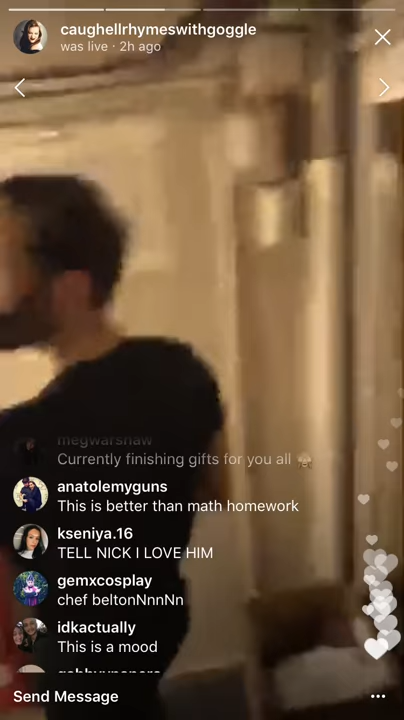 caughellrhymeswithgoggle
was live · 2h ago
megwarshaw
Currently finishing gifts for you all
anatolemyguns
This is better than math homework
kseniya.16
TELL NICK I LOVE HIM
gemxcosplay
chef beltonNnnNn
idkactually
This is a mood
Send Message